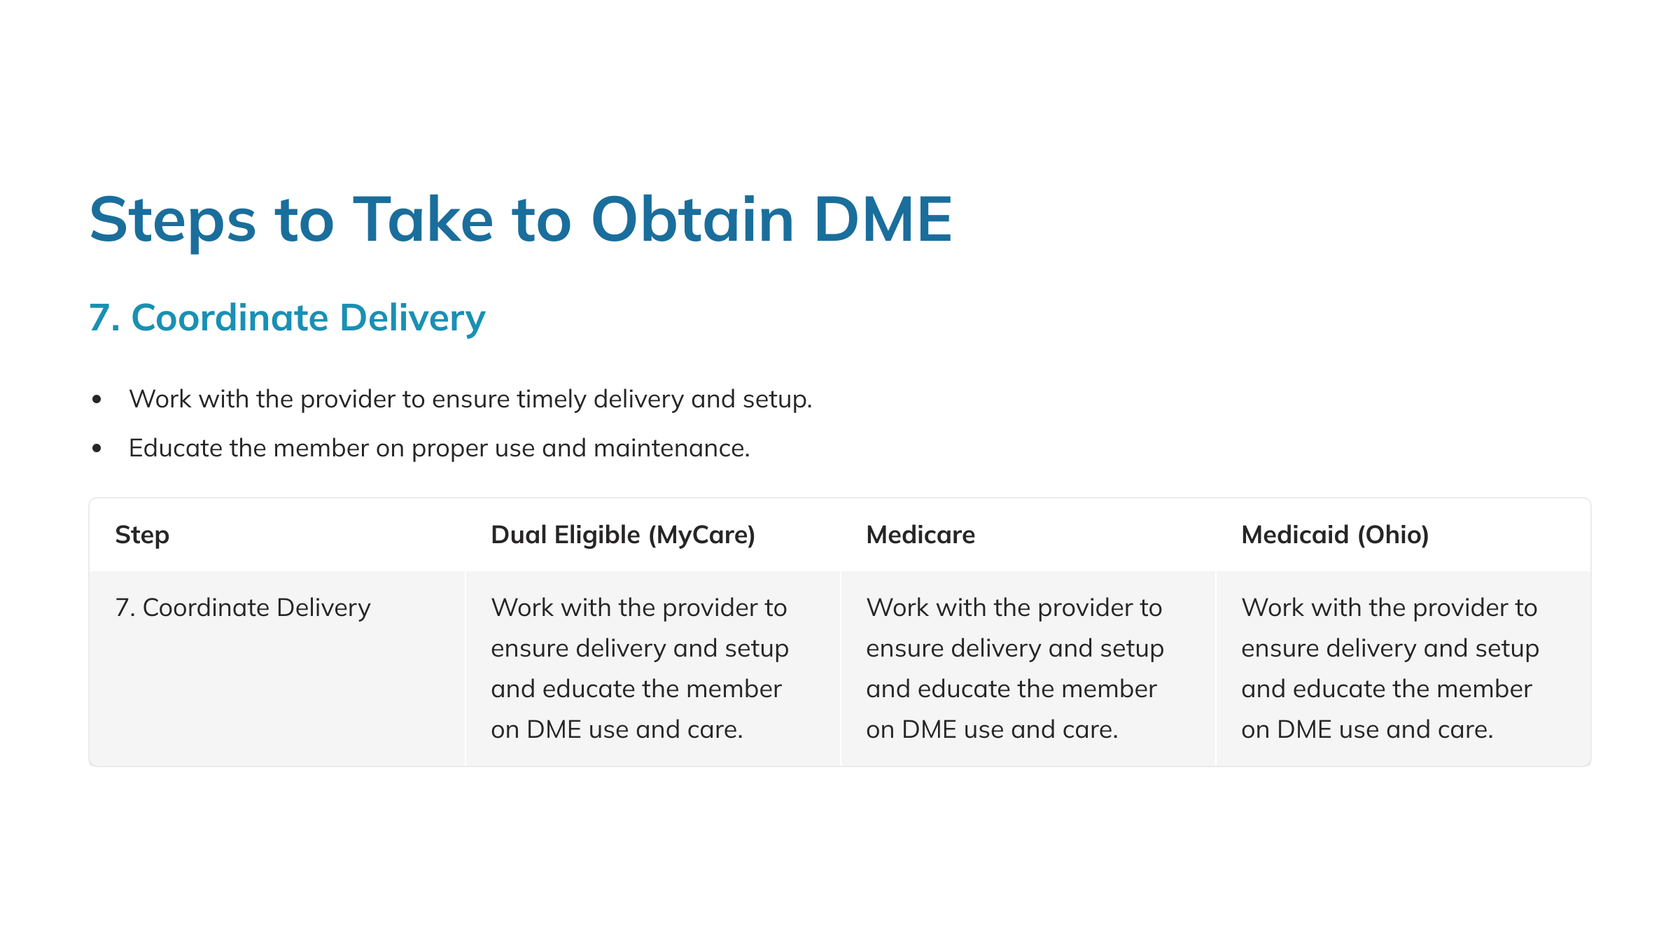 Steps to Take to Obtain DME
7. Coordinate Delivery
• Work with the provider to ensure timely delivery and setup.
• Educate the member on proper use and maintenance.
Step
Dual Eligible (MyCare)
Medicare
Medicaid (Ohio)
7. Coordinate Delivery
Work with the provider to
ensure delivery and setup
and educate the member
on DME use and care.
Work with the provider to
ensure delivery and setup
and educate the member
on DME use and care.
Work with the provider to
ensure delivery and setup
and educate the member
on DME use and care.